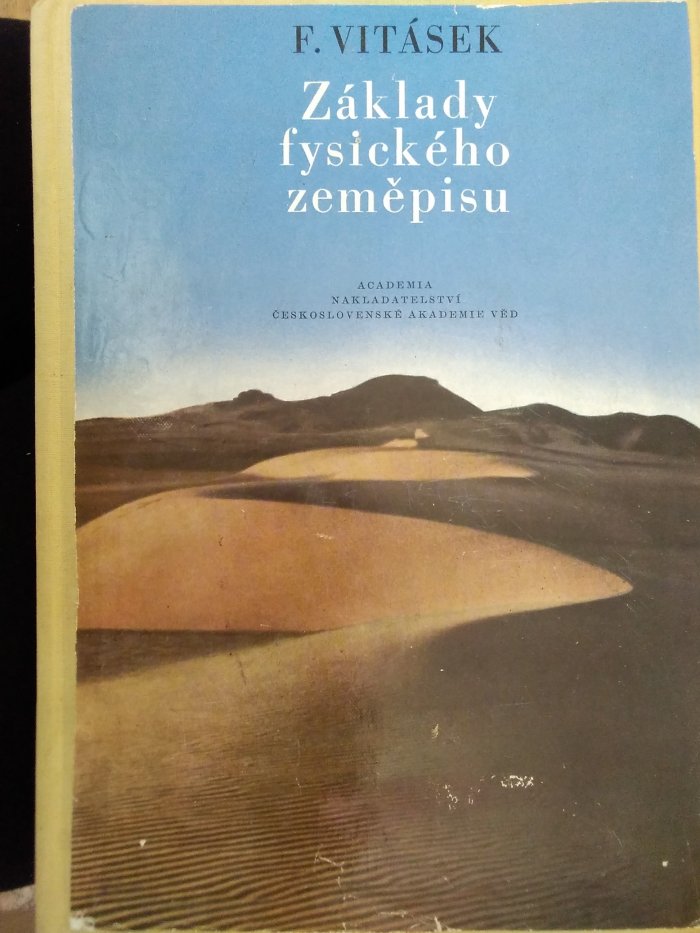 F. VITÁSEK
Základy
fysického
zeměpisu
ACADEMIA
NAKLADATELSTVÍ
ČESKOSLOVENSKÉ AKADEMIE VĚD